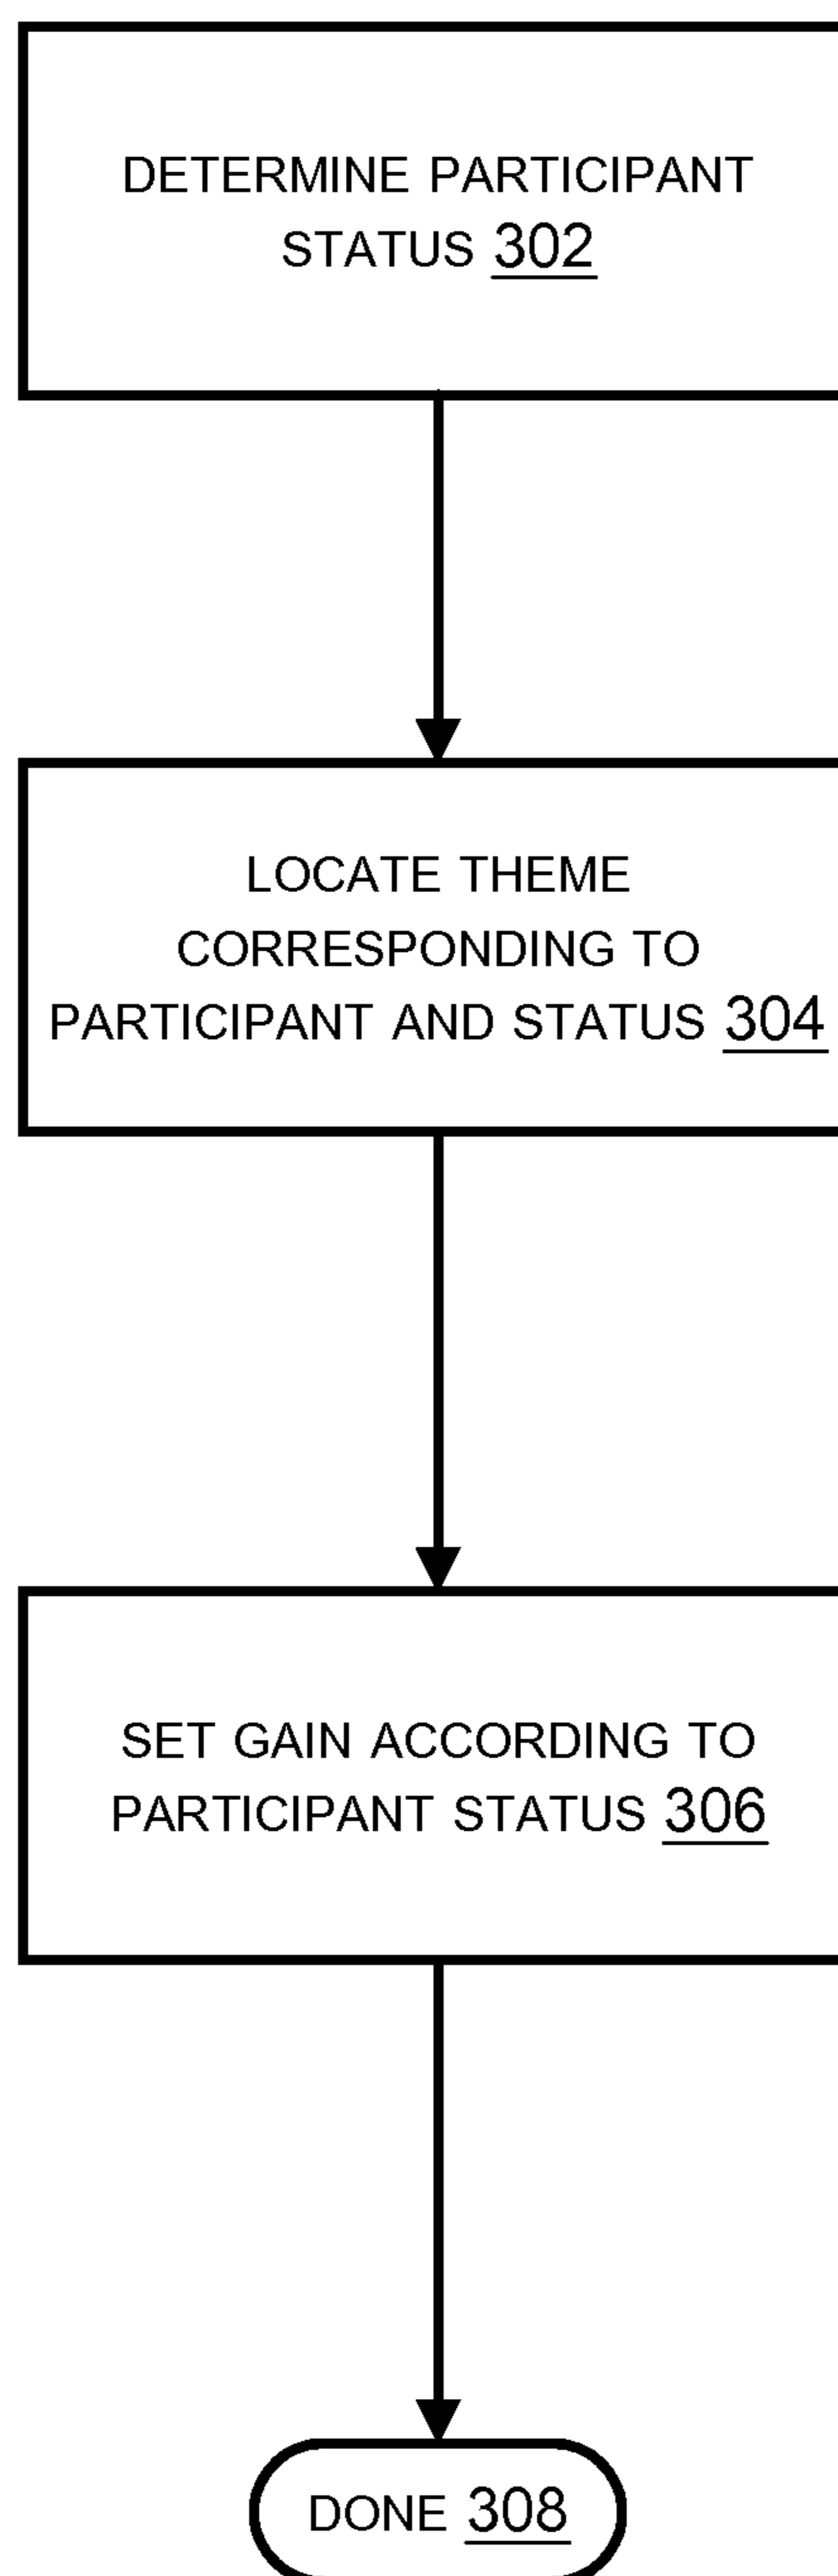 DETERMINE PARTICIPANT
STATUS 302
LOCATE THEME
CORRESPONDING TO
PARTICIPANT AND STATUS 304
SET GAIN ACCORDING TO
PARTICIPANT STATUS 306
DONE 308